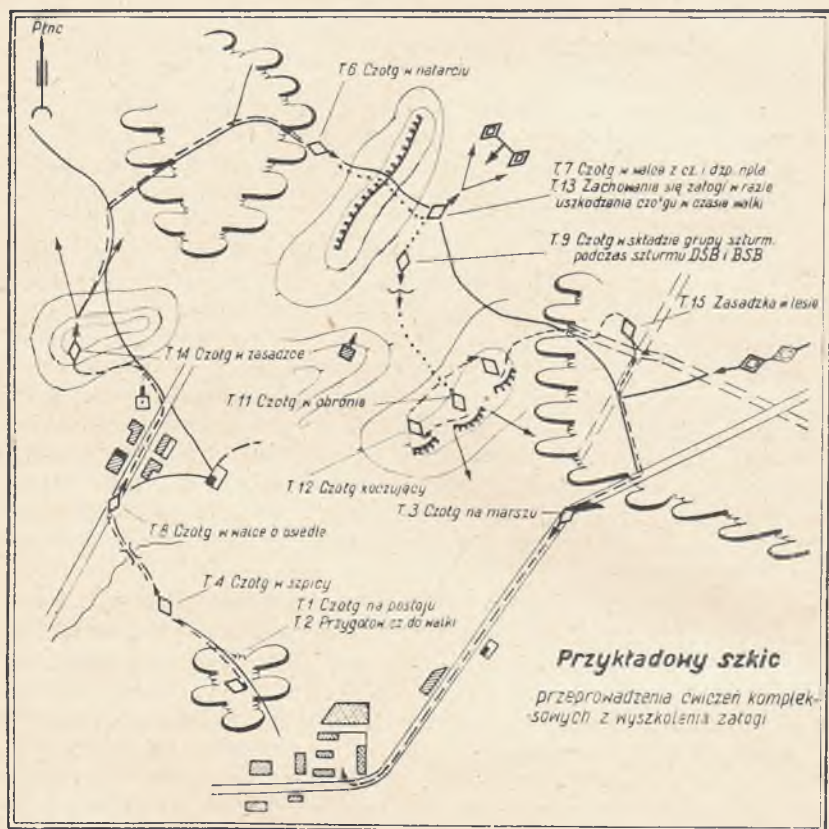 Płnc
T.6 Czołg w natarciu
T.7 Czołg w walce z cz. i dzp. npla
T.13 Zachowania się załogi w razie
uszkodzenia czołgu w czasie walki
T.9 Czołg w składzie grupy szturm.
podczas szturmu DSB i BSB
T.15 Zasadzka w lesie
T.14 Czołg w zasadzce
T.11 Czołg w obronie
T.12 Czołg koczujący
T.3 Czołg na marszu
T.8 Czołg w walce o osiedle
T.4 Czołg w szpicy
T.1 Czołg na postoju
T.2 Przygotow. cz. do walki
Przykładowy szkic
przeprowadzenia ćwiczeń komplek-
-sowych z wyszkolenia załogi